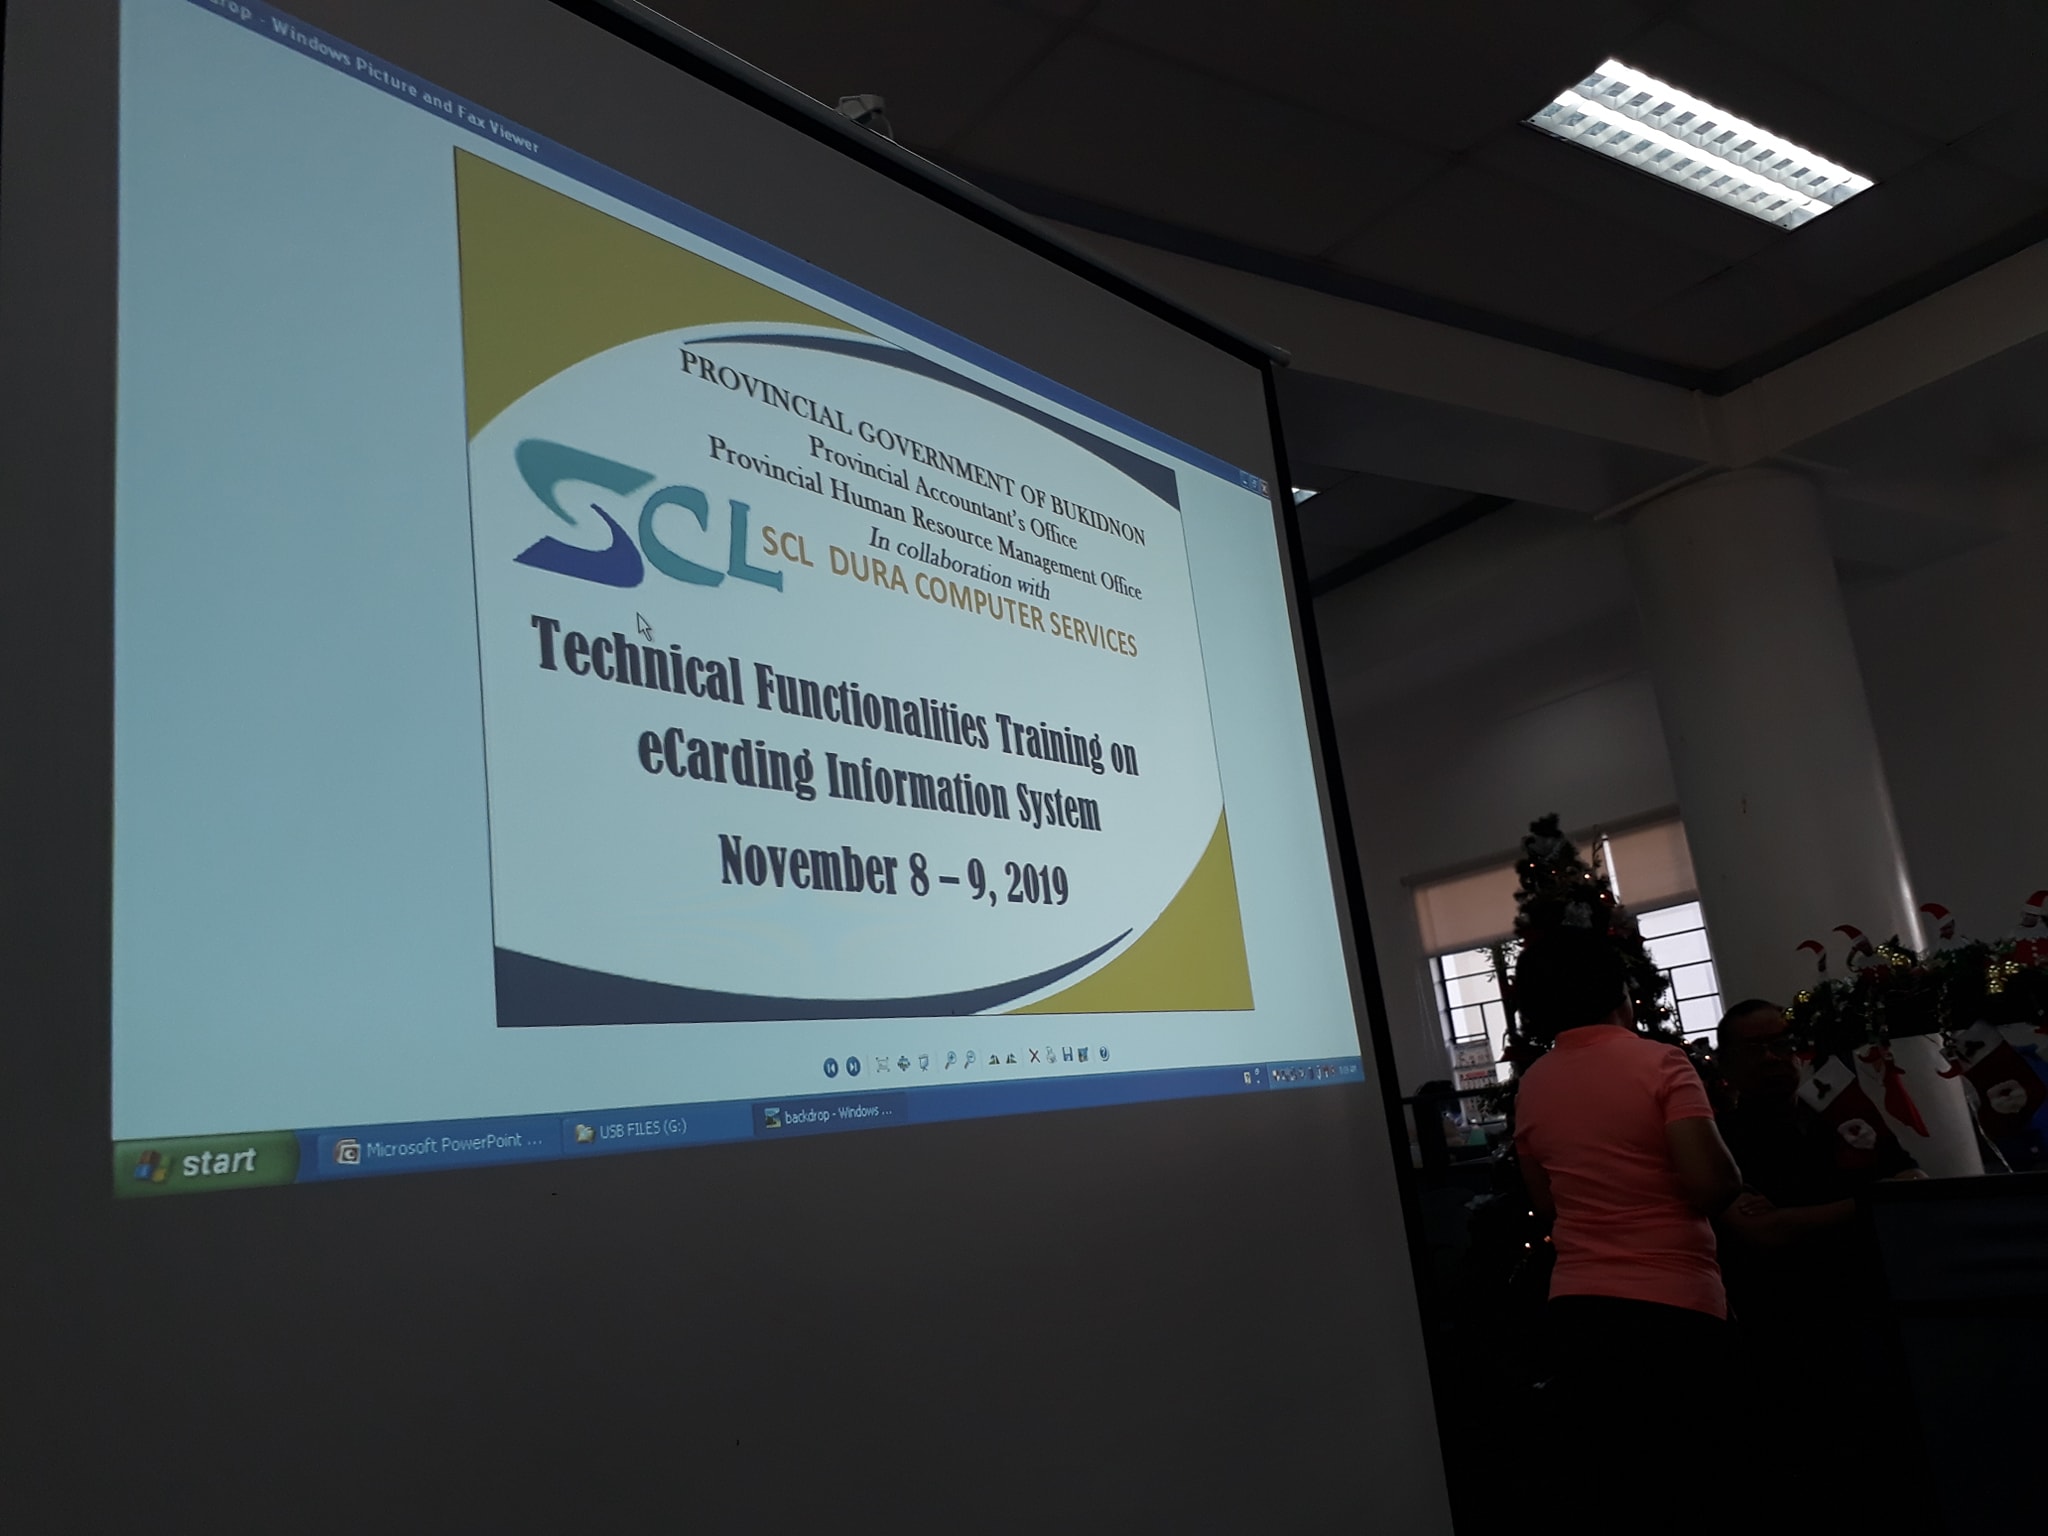 drop - Windows Picture and Fax Viewer
PROVINCIAL GOVERNMENT OF BUKIDNON
Provincial Accountant's Office
Provincial Human Resource Management Office
In collaboration with
SCL
SCL DURA COMPUTER SERVICES
Technical Functionalities Training on
eCarding Information System
November 8 – 9, 2019
start
Microsoft PowerPoint ...
USB FILES (G:)
backdrop - Windows ...